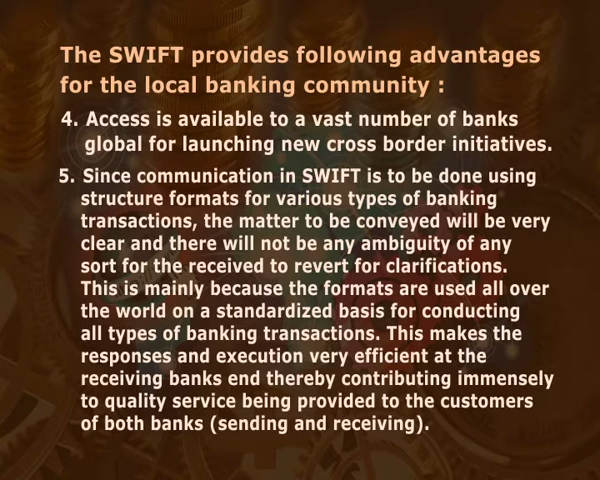 The SWIFT provides following advantages
for the local banking community :
4. Access is available to a vast number of banks
global for launching new cross border initiatives.
5. Since communication in SWIFT is to be done using
structure formats for various types of banking
transactions, the matter to be conveyed will be very
clear and there will not be any ambiguity of any
sort for the received to revert for clarifications.
This is mainly because the formats are used all over
the world on a standardized basis for conducting
all types of banking transactions. This makes the
responses and execution very efficient at the
receiving banks end thereby contributing immensely
to quality service being provided to the customers
of both banks (sending and receiving).